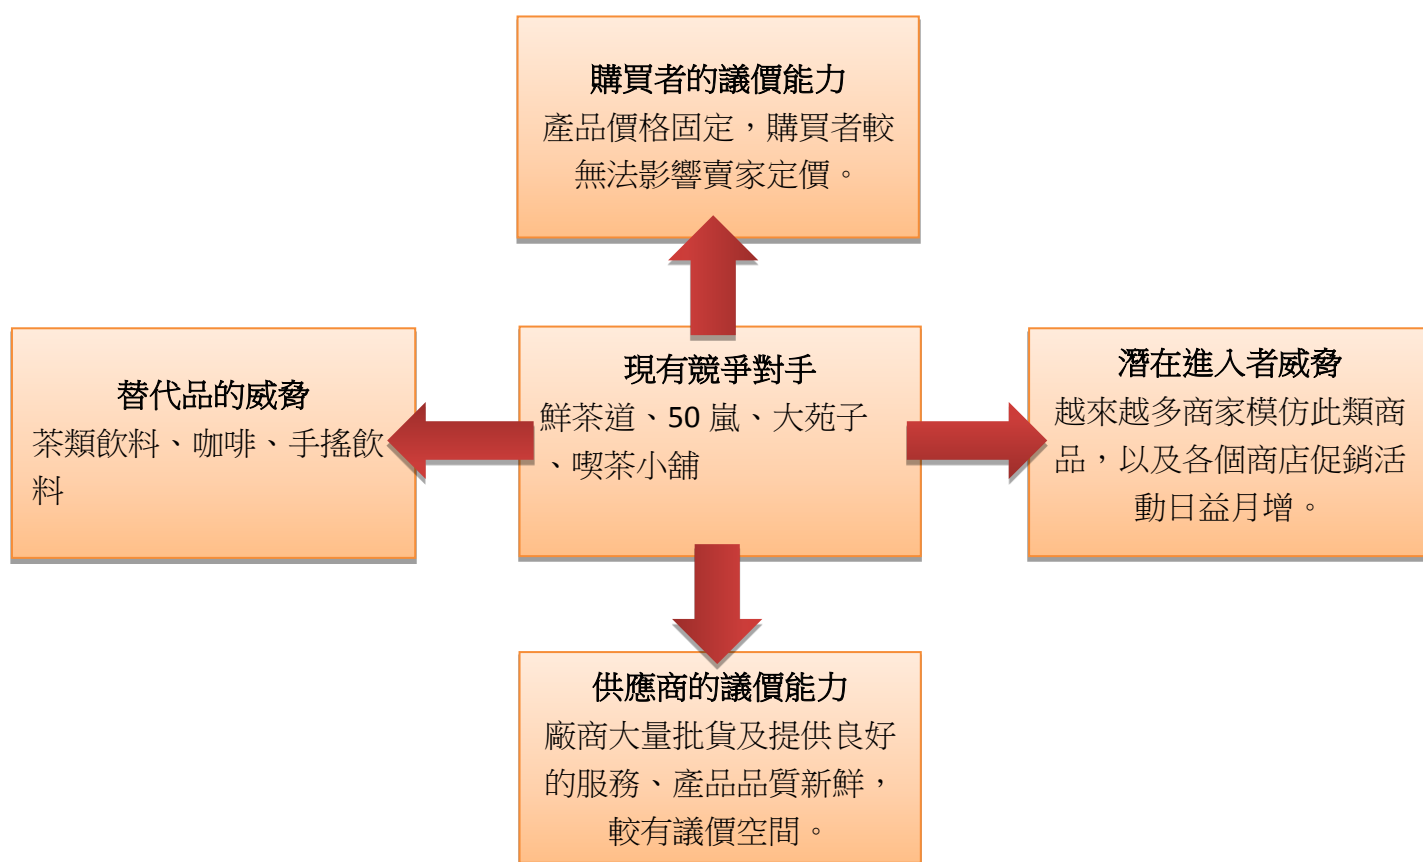 購買者的議價能力
產品價格固定，購買者較
無法影響賣家定價。
替代品的威脅
茶類飲料、咖啡、手搖飲
料
現有競爭對手
鮮茶道、50 嵐、大苑子
、喫茶小舖
潛在進入者威脅
越來越多商家模仿此類商
品，以及各個商店促銷活
動日益月增。
供應商的議價能力
廠商大量批貨及提供良好
的服務、產品品質新鮮，
較有議價空間。